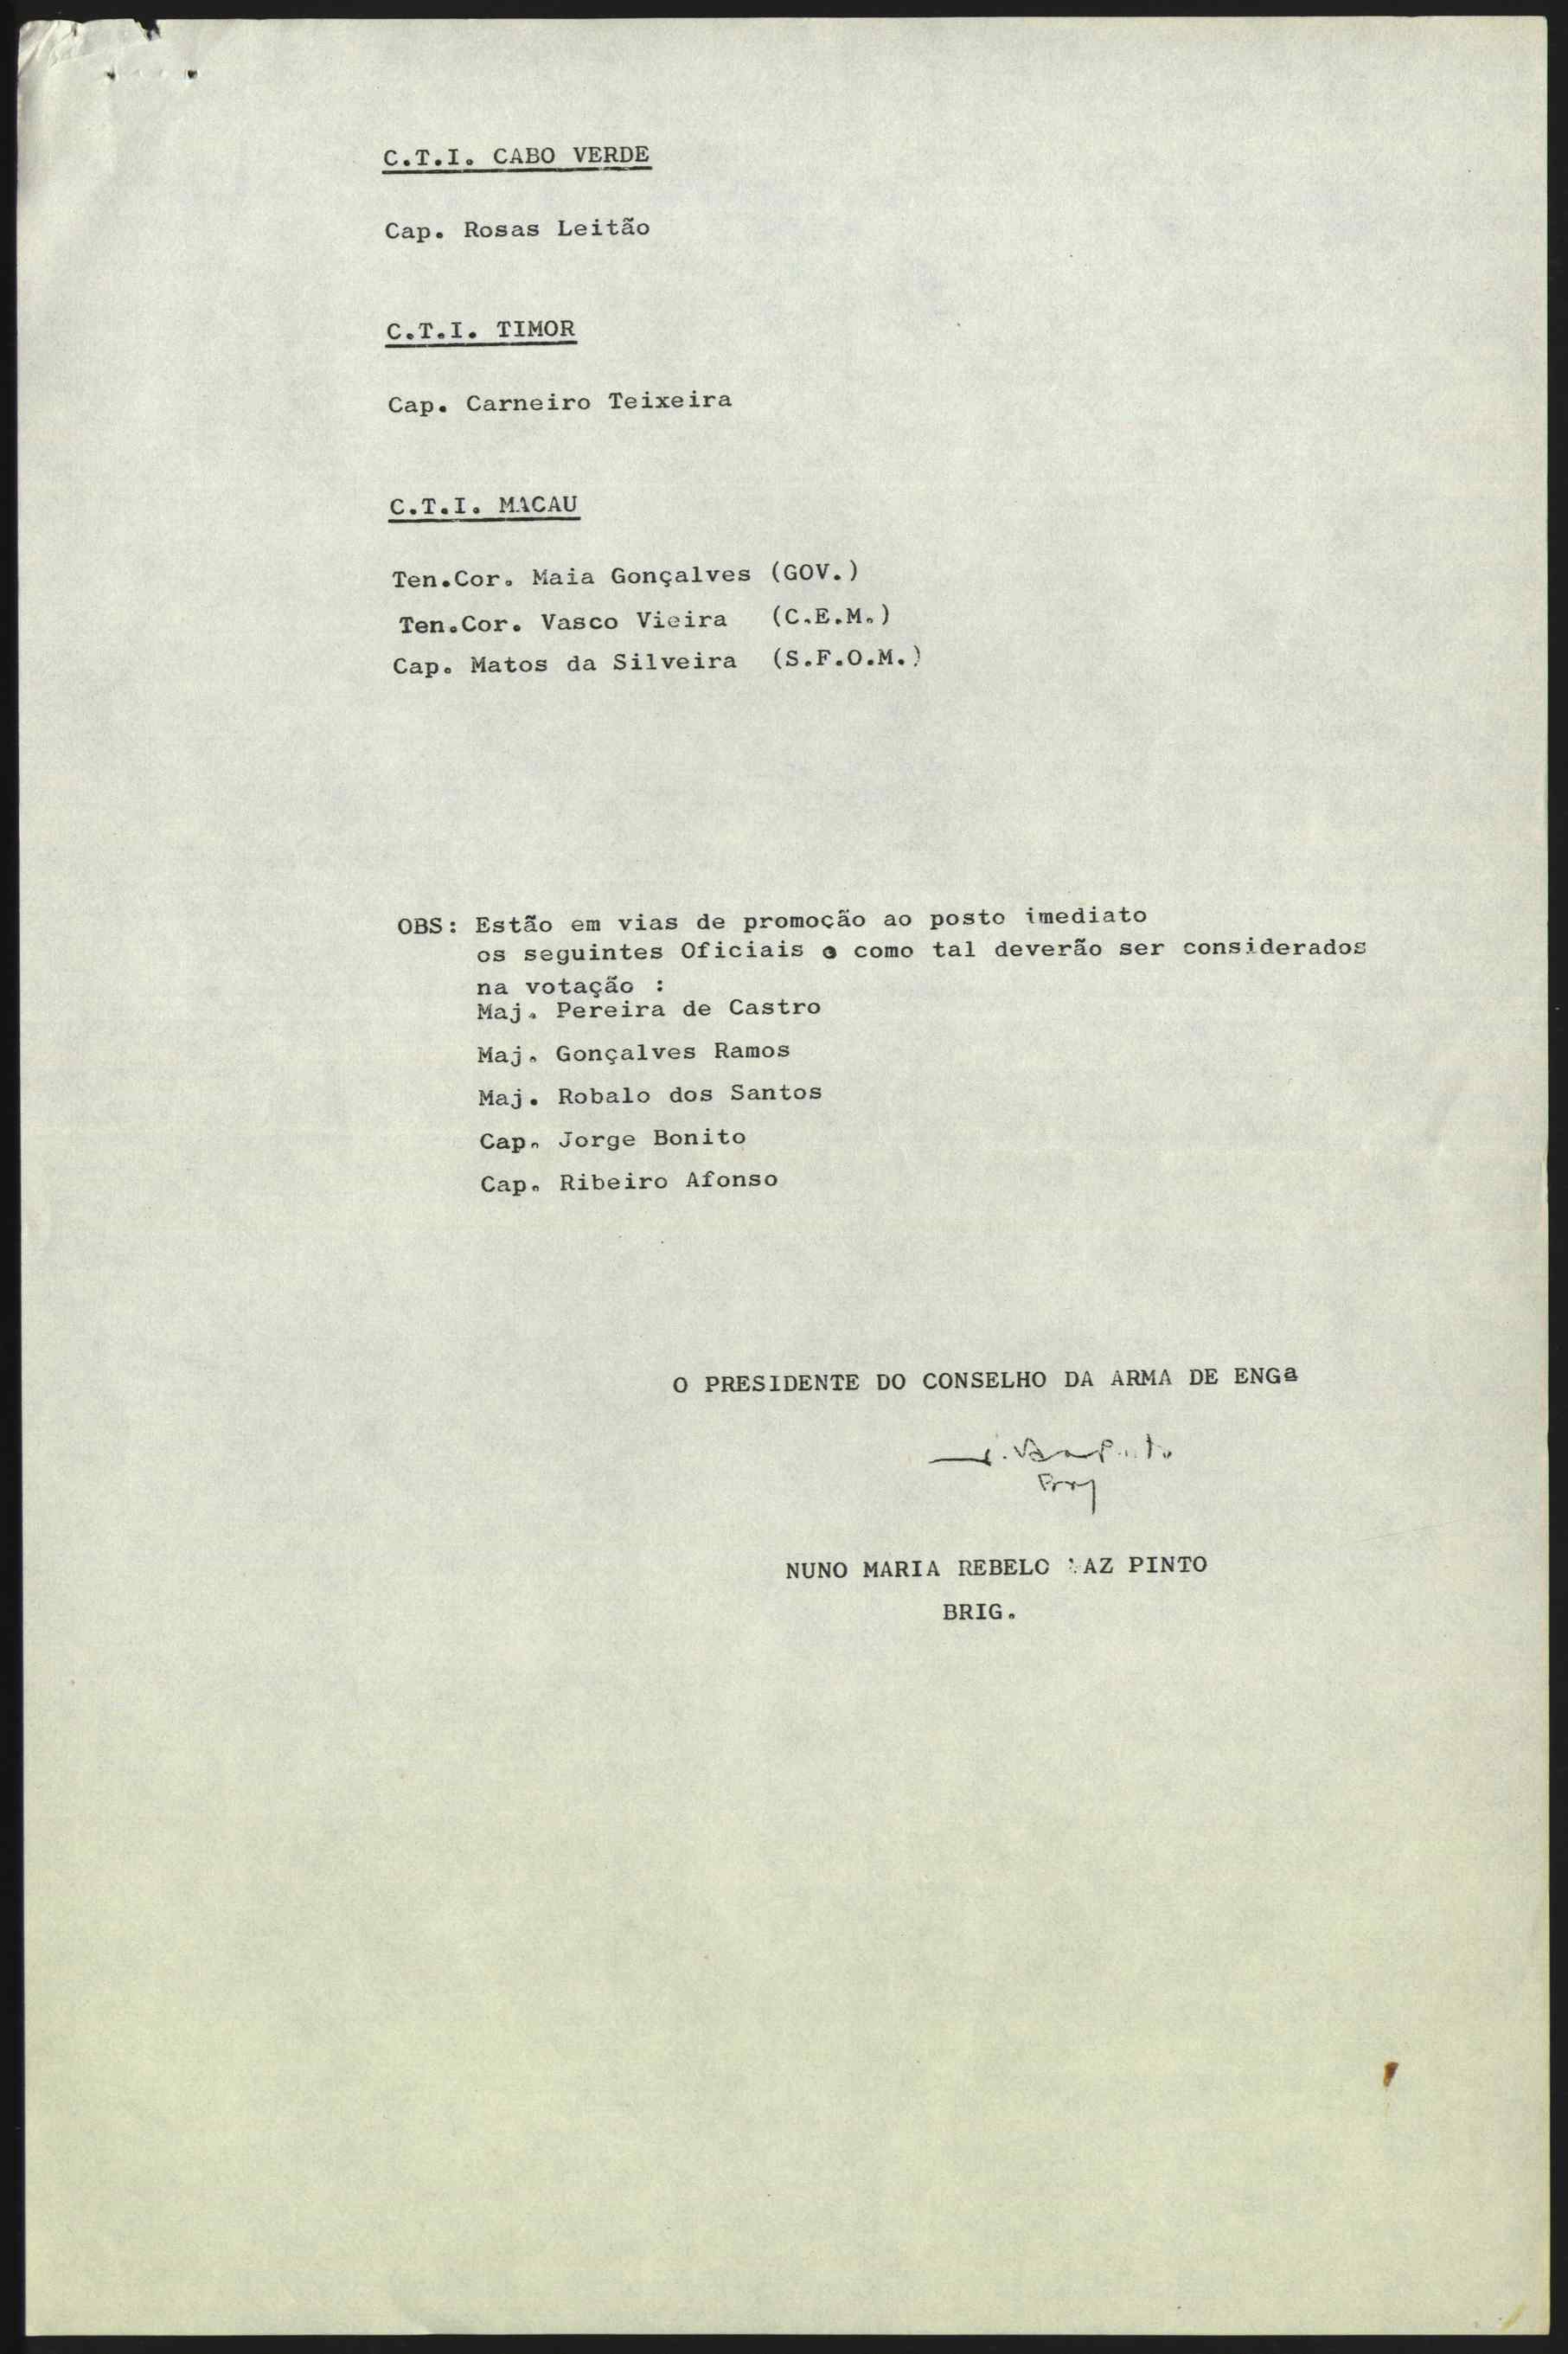 C.T.I. CABO VERDE
Cap. Rosas Leitão
C.T.I. TIMOR
Cap. Carneiro Teixeira
C.T.I. MACAU
Ten.Cor. Maia Gonçalves (GOV.)
Ten.Cor. Vasco Vieira (C.E.M.)
Cap. Matos da Silveira (S.F.O.M.)
OBS: Estão em vias de promoção ao posto imediato
os seguintes Oficiais e como tal deverão ser considerados
na votação :
Maj. Pereira de Castro
Maj. Gonçalves Ramos
Maj. Robalo dos Santos
Cap. Jorge Bonito
Cap. Ribeiro Afonso
O PRESIDENTE DO CONSELHO DA ARMA DE ENGª
Vaz Pinto
NUNO MARIA REBELO VAZ PINTO
BRIG.